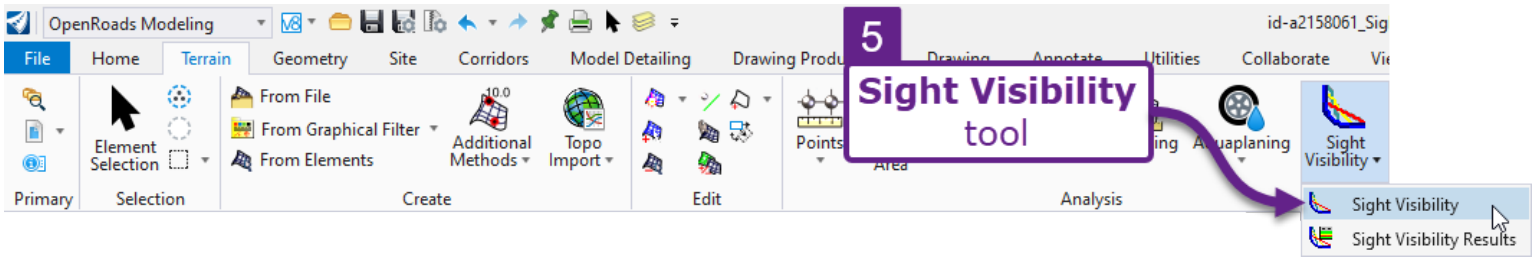 OpenRoads Modeling
V8
id-a2158061_Sig
5
File Home Terrain Geometry Site Corridors Model Detailing Drawing Produ Drawing Annotate Utilities Collaborate Vie
Sight Visibility
tool
From File
From Graphical Filter
From Elements
Element
Selection
10.0
Additional
Methods
Topo
Import
Points
Area
ing
Aquaplaning
Sight
Visibility
Primary Selection Create Edit Analysis
Sight Visibility
Sight Visibility Results